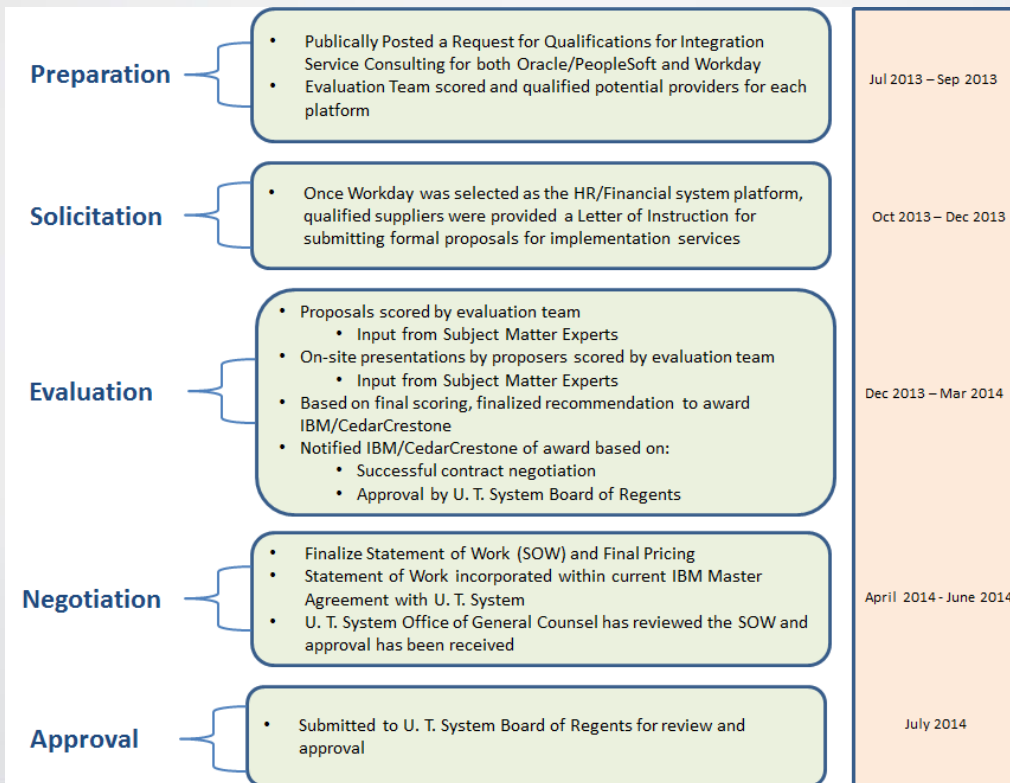 Preparation
• Publically Posted a Request for Qualifications for Integration
Service Consulting for both Oracle/PeopleSoft and Workday
• Evaluation Team scored and qualified potential providers for each
platform
Jul 2013 – Sep 2013
Solicitation
• Once Workday was selected as the HR/Financial system platform,
qualified suppliers were provided a Letter of Instruction for
submitting formal proposals for implementation services
Oct 2013 – Dec 2013
Evaluation
• Proposals scored by evaluation team
• Input from Subject Matter Experts
• On-site presentations by proposers scored by evaluation team
• Input from Subject Matter Experts
• Based on final scoring, finalized recommendation to award
IBM/CedarCrestone
• Notified IBM/CedarCrestone of award based on:
• Successful contract negotiation
• Approval by U. T. System Board of Regents
Dec 2013 – Mar 2014
Negotiation
• Finalize Statement of Work (SOW) and Final Pricing
• Statement of Work incorporated within current IBM Master
Agreement with U. T. System
• U. T. System Office of General Counsel has reviewed the SOW and
approval has been received
April 2014 - June 2014
Approval
• Submitted to U. T. System Board of Regents for review and
approval
July 2014